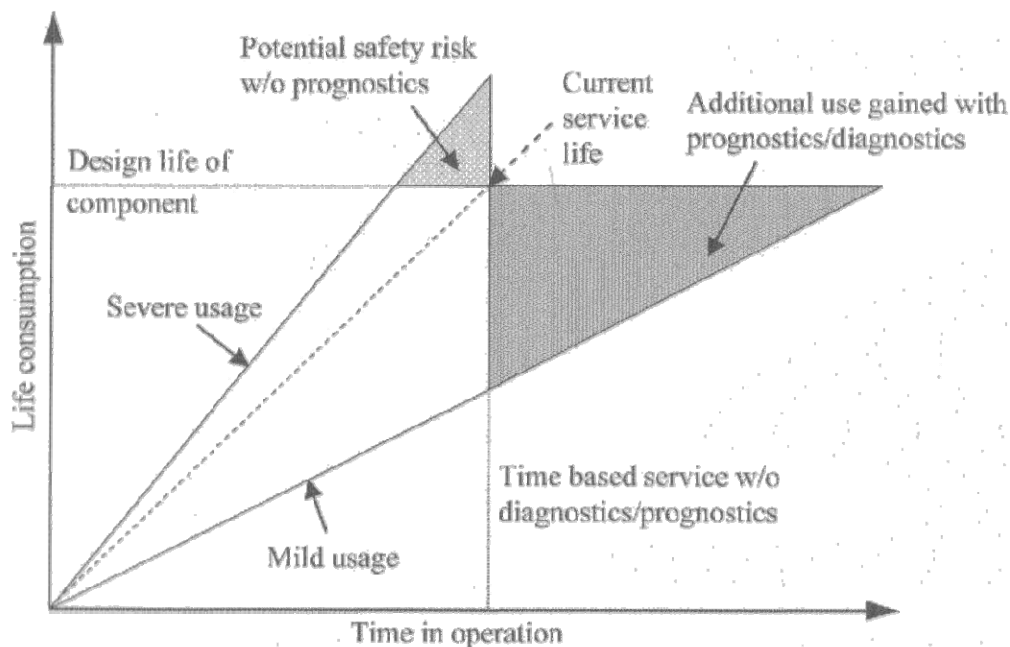 Potential safety risk
w/o prognostics
Current
service
life
Additional use gained with
prognostics/diagnostics
Design life of
component
Life consumption
Severe usage
Mild usage
Time based service w/o
diagnostics/prognostics
Time in operation